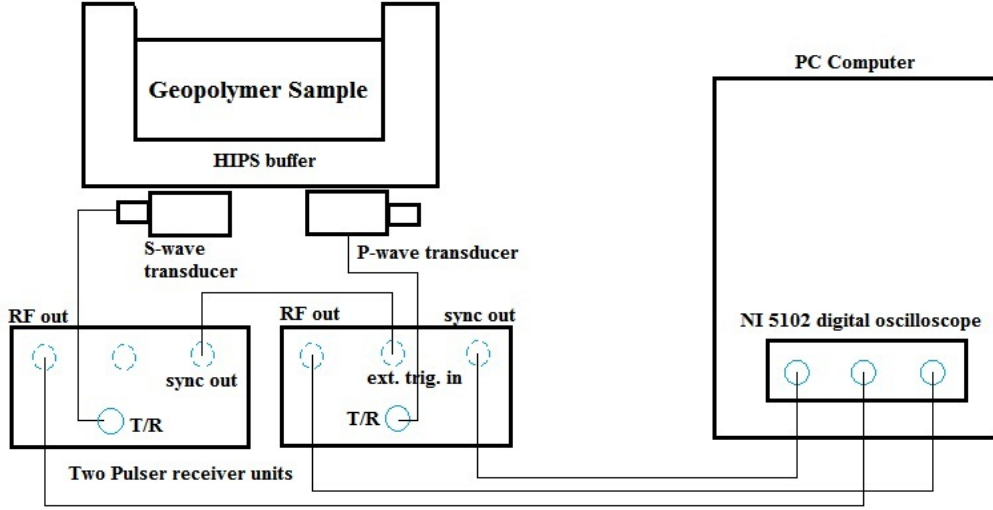 PC Computer
Geopolymer Sample
HIPS buffer
S-wave
transducer
P-wave transducer
RF out
RF out
sync out
NI 5102 digital oscilloscope
sync out
ext. trig. in
T/R
T/R
Two Pulser receiver units